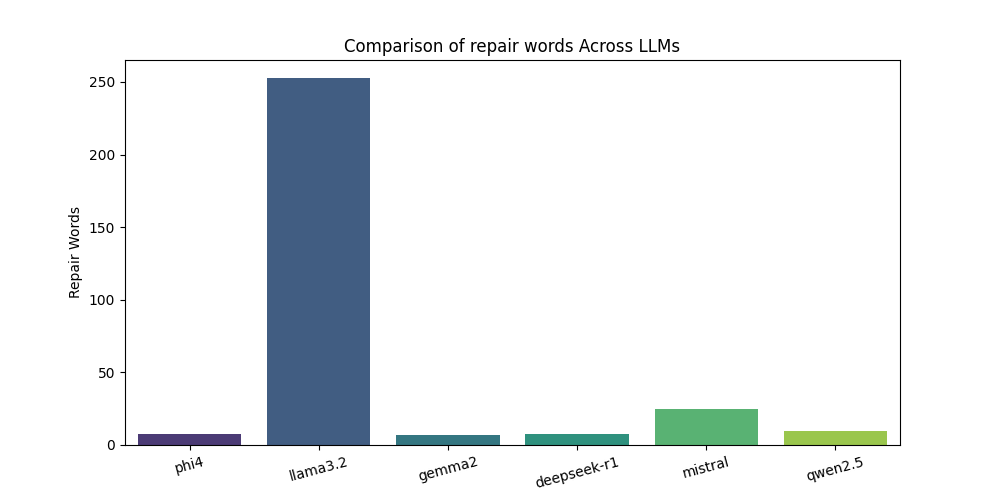 Comparison of repair words Across LLMs
Repair Words
250
200
150
100
50
0
phi4
llama3.2
gemma2
deepseek-r1
mistral
qwen2.5